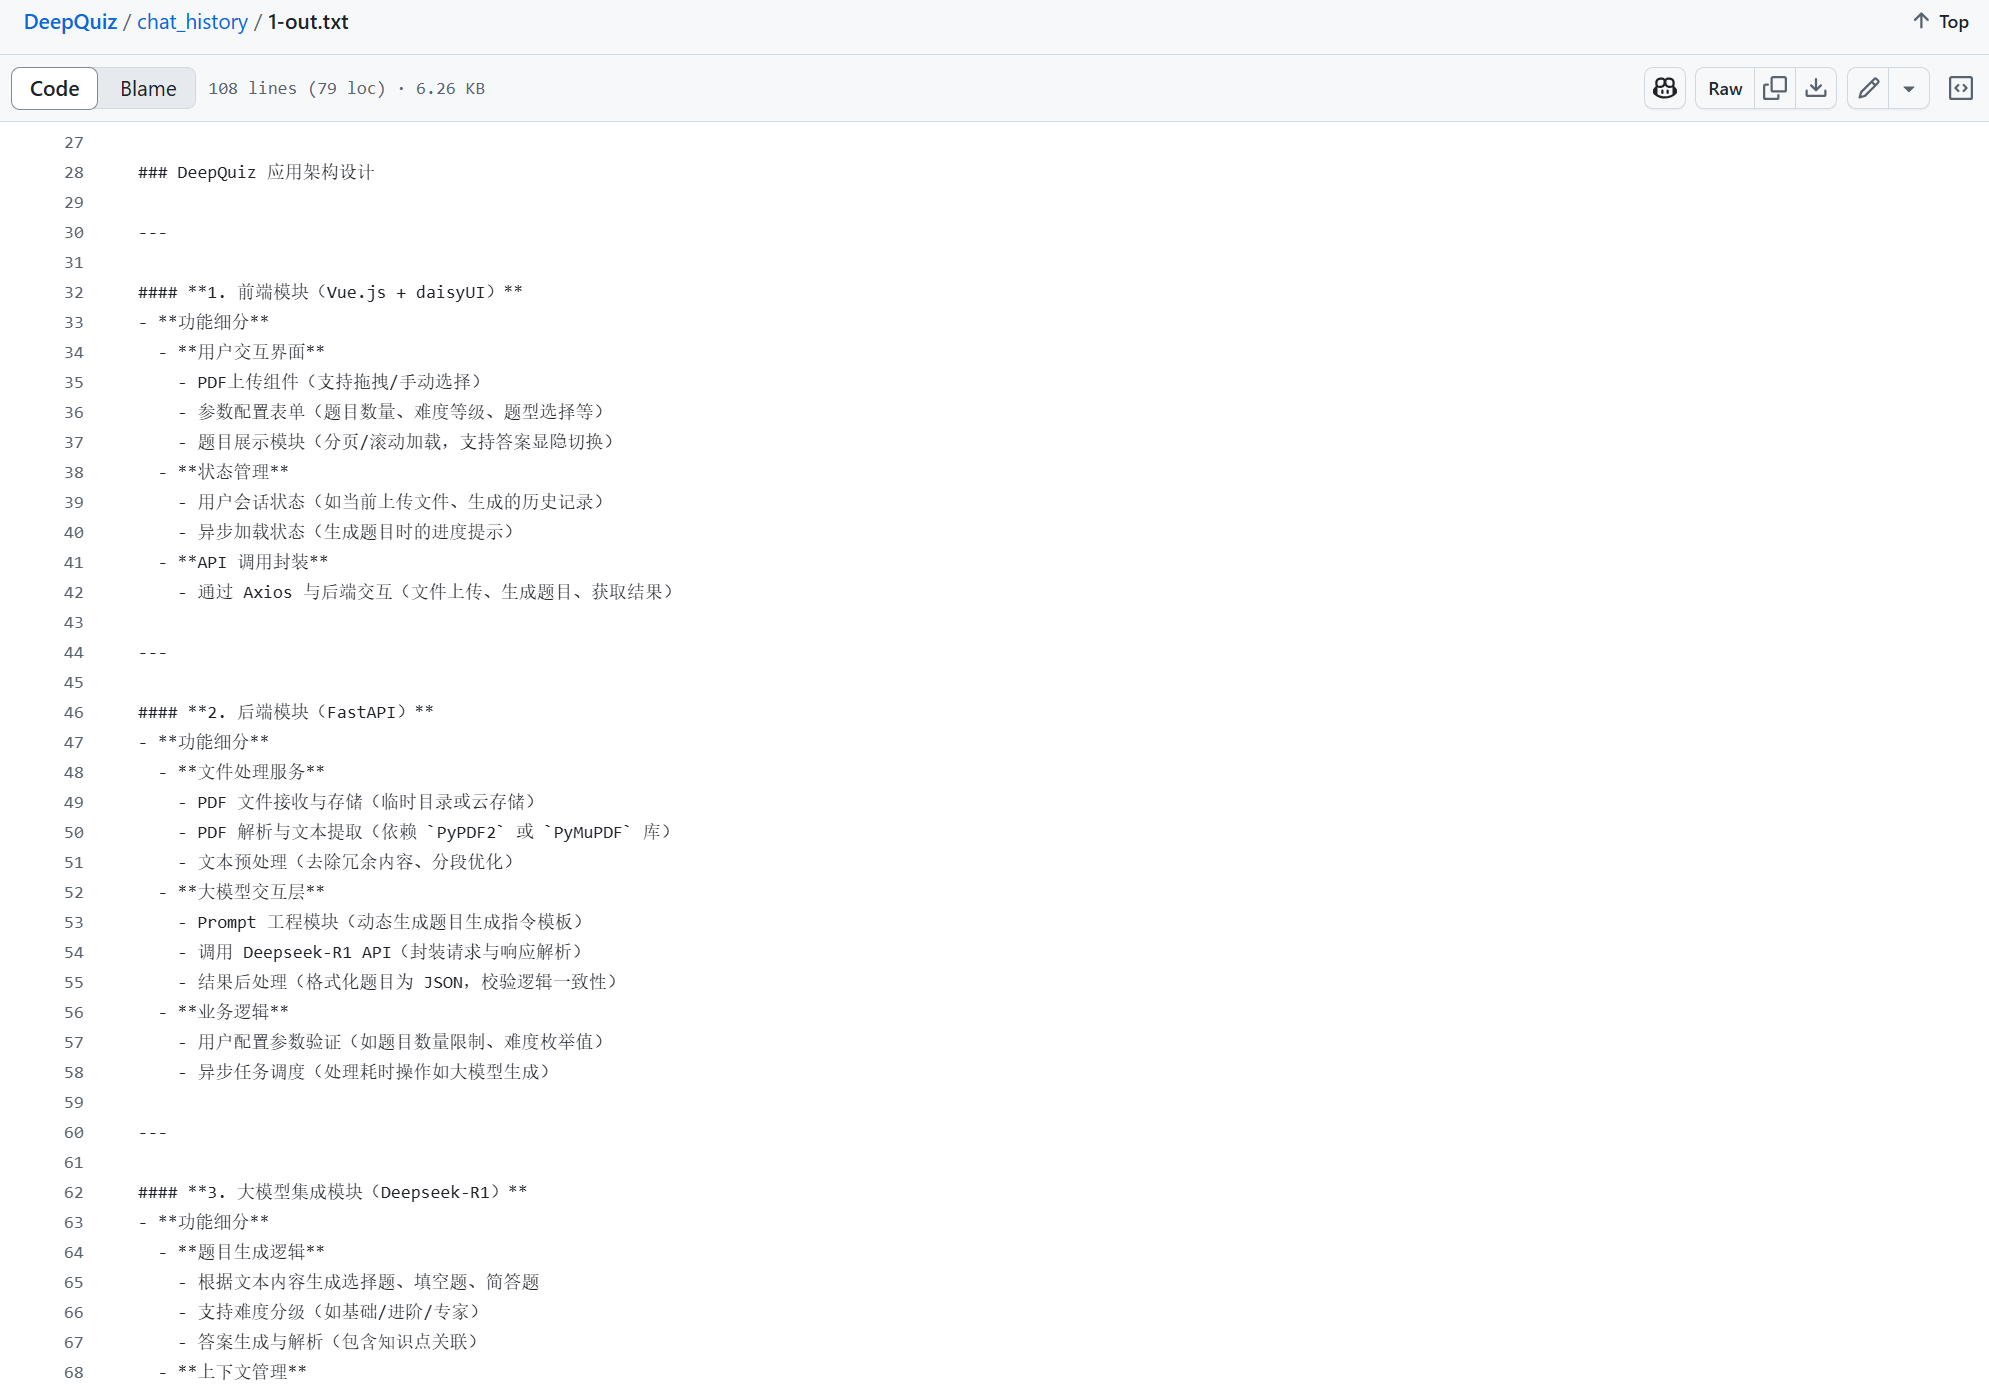 DeepQuiz / chat_history / 1-out.txt
Top
Code Blame 108 lines (79 loc) · 6.26 KB
Raw
27
28 ### DeepQuiz 应用架构设计
29
30 ---
31
32 #### **1. 前端模块（Vue.js + daisyUI）**
33 - **功能细分**
34   - **用户交互界面**
35     - PDF上传组件（支持拖拽/手动选择）
36     - 参数配置表单（题目数量、难度等级、题型选择等）
37     - 题目展示模块（分页/滚动加载，支持答案显隐切换）
38   - **状态管理**
39     - 用户会话状态（如当前上传文件、生成的历史记录）
40     - 异步加载状态（生成题目时的进度提示）
41   - **API 调用封装**
42     - 通过 Axios 与后端交互（文件上传、生成题目、获取结果）
43
44 ---
45
46 #### **2. 后端模块（FastAPI）**
47 - **功能细分**
48   - **文件处理服务**
49     - PDF 文件接收与存储（临时目录或云存储）
50     - PDF 解析与文本提取（依赖 `PyPDF2` 或 `PyMuPDF` 库）
51     - 文本预处理（去除冗余内容、分段优化）
52   - **大模型交互层**
53     - Prompt 工程模块（动态生成题目生成指令模板）
54     - 调用 Deepseek-R1 API（封装请求与响应解析）
55     - 结果后处理（格式化题目为 JSON，校验逻辑一致性）
56   - **业务逻辑**
57     - 用户配置参数验证（如题目数量限制、难度枚举值）
58     - 异步任务调度（处理耗时操作如大模型生成）
59
60 ---
61
62 #### **3. 大模型集成模块（Deepseek-R1）**
63 - **功能细分**
64   - **题目生成逻辑**
65     - 根据文本内容生成选择题、填空题、简答题
66     - 支持难度分级（如基础/进阶/专家）
67     - 答案生成与解析（包含知识点关联）
68   - **上下文管理**